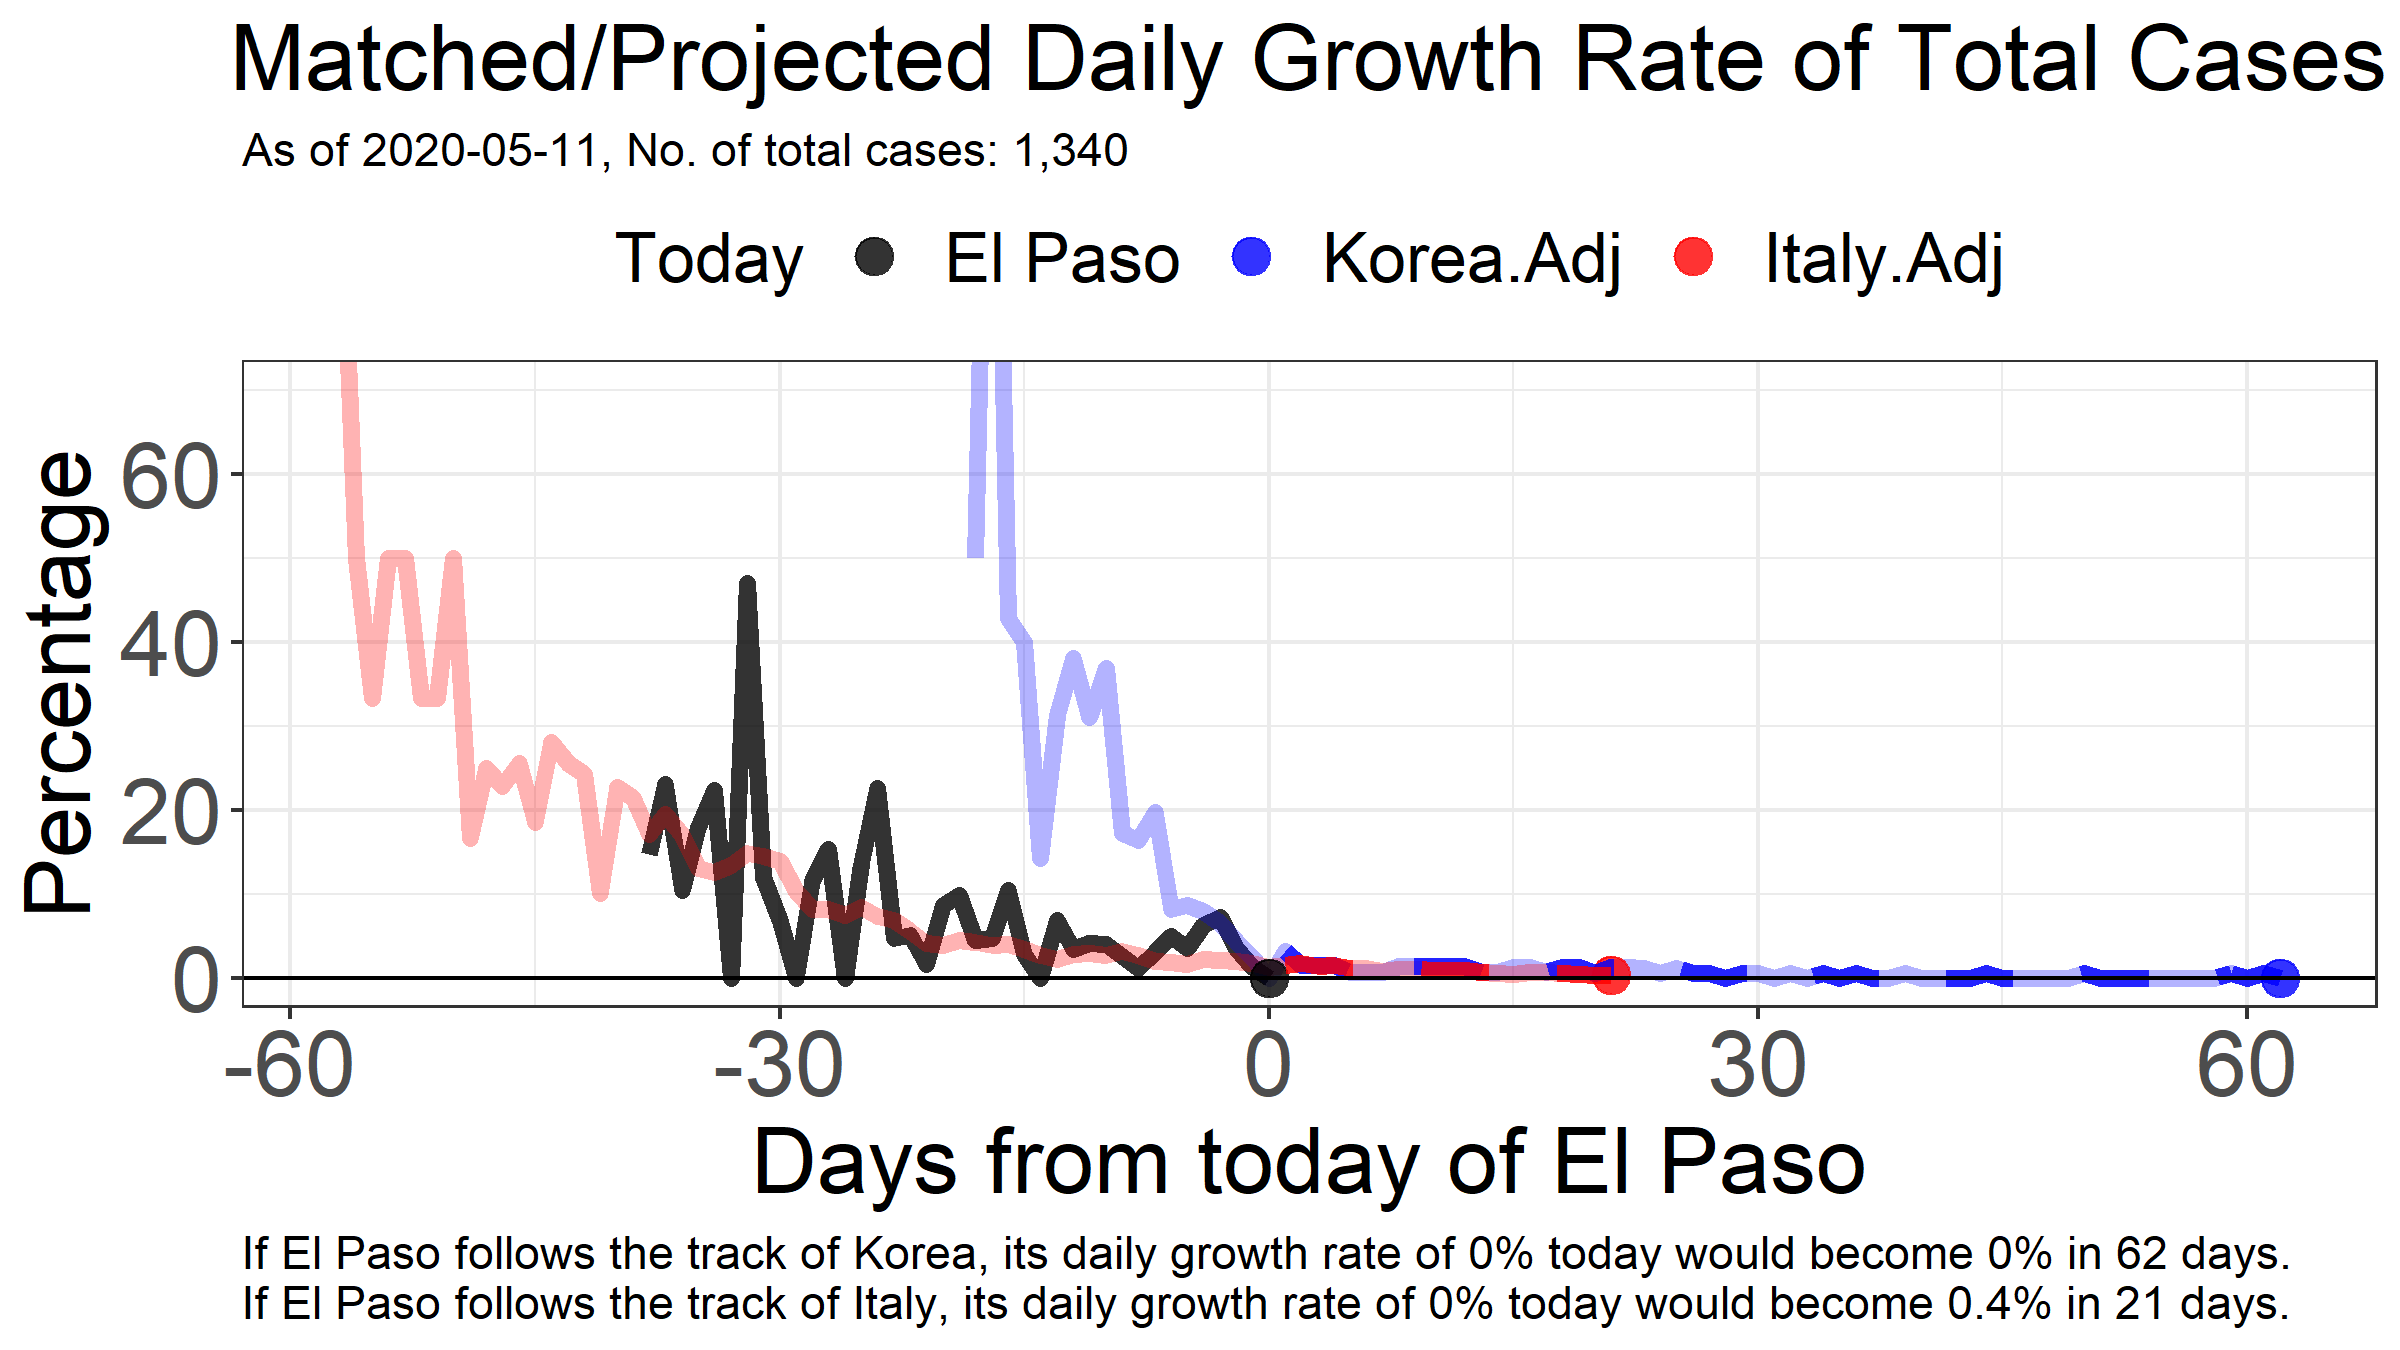 Matched/Projected Daily Growth Rate of Total Cases
As of 2020-05-11, No. of total cases: 1,340
Today El Paso Korea.Adj Italy.Adj
Percentage
60
40
20
0
-60 -30 0 30 60
Days from today of El Paso
If El Paso follows the track of Korea, its daily growth rate of 0% today would become 0% in 62 days.
If El Paso follows the track of Italy, its daily growth rate of 0% today would become 0.4% in 21 days.